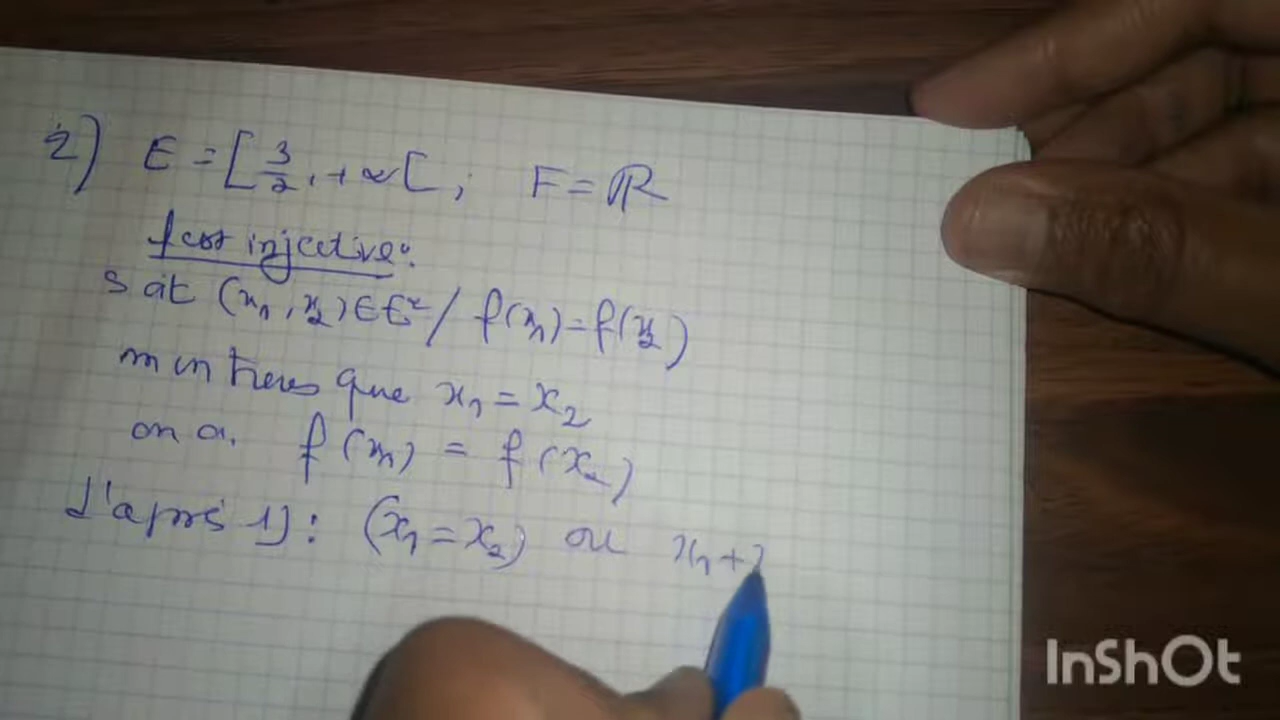 2) E = [3/2, +∞[ ; F = ℝ
f est injective :
Soit (x₁, x₂) ∈ E² / f(x₁) = f(x₂)
montrons que x₁ = x₂
on a. f(x₁) = f(x₂)
d'après 1) : (x₁ = x₂) ou x₁ +
InShOt